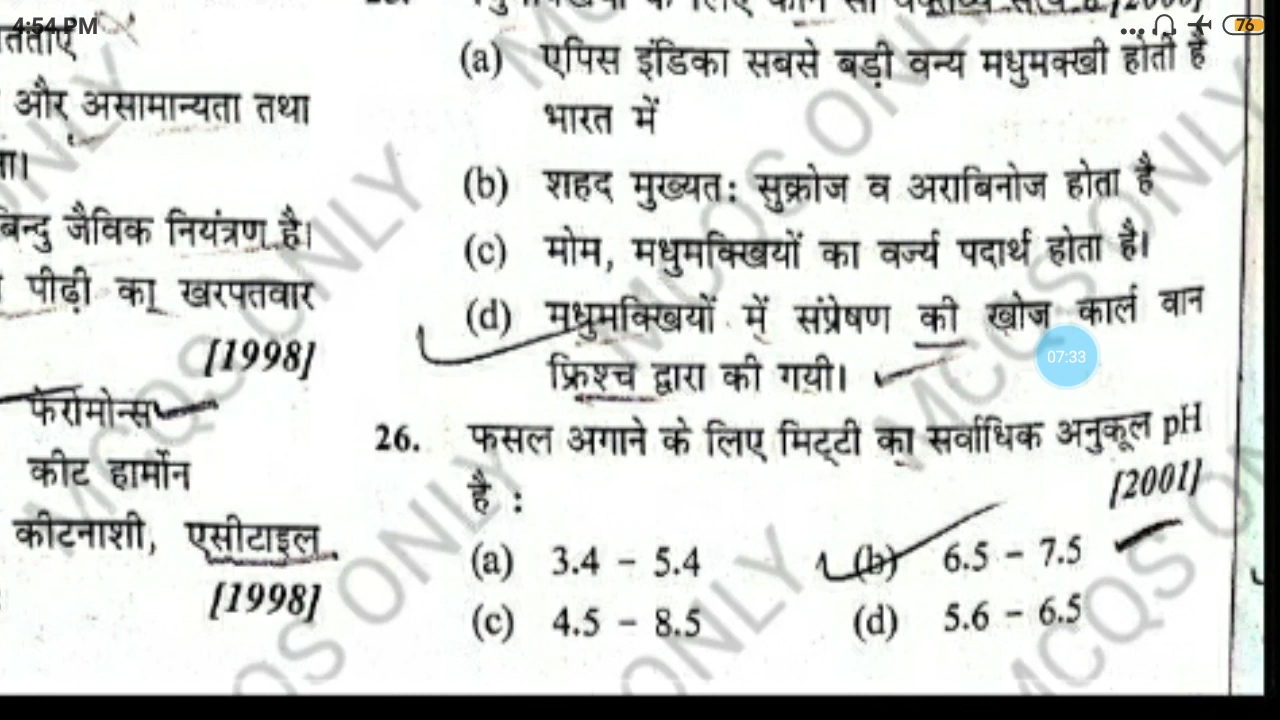 4:54 PM
76
और असामान्यता तथा
ता।
बिन्दु जैविक नियंत्रण है।
पीढ़ी का खरपतवार
[1998]
फेरोमोन्स
कीट हार्मोन
कीटनाशी, एसीटाइल
[1998]
(a) एपिस इंडिका सबसे बड़ी वन्य मधुमक्खी होती है
भारत में
(b) शहद मुख्यत: सुक्रोज व अराबिनोज होता है
(c) मोम, मधुमक्खियों का वर्ज्य पदार्थ होता है।
(d) मधुमक्खियों में संप्रेषण की खोज कार्ल वान
फ्रिश्च द्वारा की गयी।
07:33
26. फसल अगाने के लिए मिट्टी का सर्वाधिक अनुकूल pH
है :
[2001]
(a) 3.4 - 5.4 (b) 6.5 - 7.5
(c) 4.5 - 8.5 (d) 5.6 - 6.5
MCQS ONLY